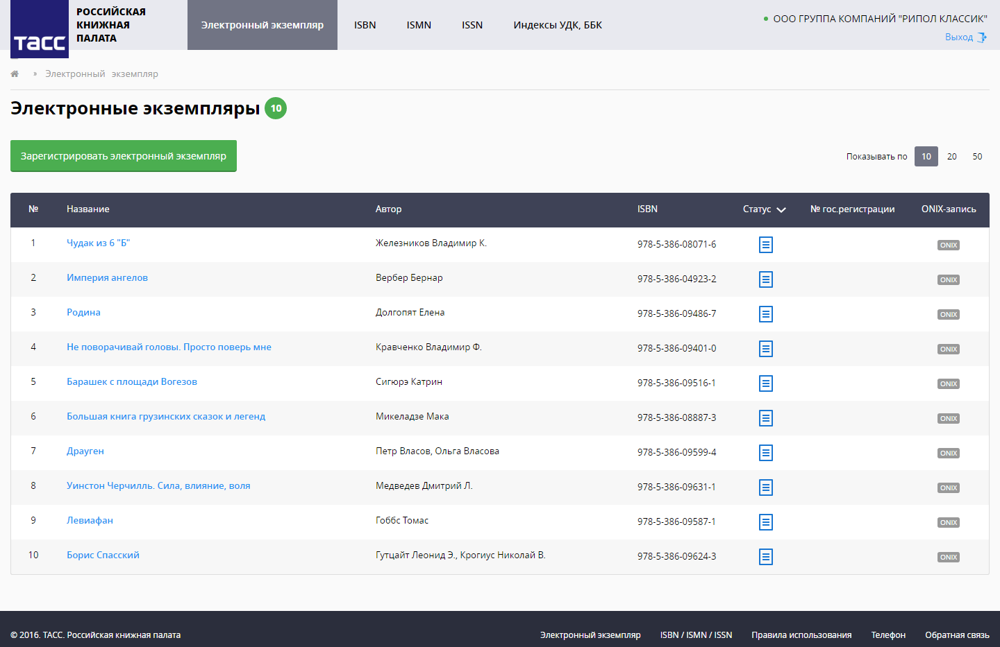 тасс
РОССИЙСКАЯ
КНИЖНАЯ
ПАЛАТА
Электронный экземпляр ISBN ISMN ISSN Индексы УДК, ББК
ООО ГРУППА КОМПАНИЙ "РИПОЛ КЛАССИК"
Выход
» Электронный экземпляр
Электронные экземпляры 10
Зарегистрировать электронный экземпляр
Показывать по 10 20 50
№ Название Автор ISBN Статус № гос.регистрации ONIX-запись
1 Чудак из 6 "Б" Железников Владимир К. 978-5-386-08071-6 ONIX
2 Империя ангелов Вербер Бернар 978-5-386-04923-2 ONIX
3 Родина Долгопят Елена 978-5-386-09486-7 ONIX
4 Не поворачивай головы. Просто поверь мне Кравченко Владимир Ф. 978-5-386-09401-0 ONIX
5 Барашек с площади Вогезов Сигюрэ Катрин 978-5-386-09516-1 ONIX
6 Большая книга грузинских сказок и легенд Микеладзе Мака 978-5-386-08887-3 ONIX
7 Драуген Петр Власов, Ольга Власова 978-5-386-09599-4 ONIX
8 Уинстон Черчилль. Сила, влияние, воля Медведев Дмитрий Л. 978-5-386-09631-1 ONIX
9 Левиафан Гоббс Томас 978-5-386-09587-1 ONIX
10 Борис Спасский Гутцайт Леонид Э., Крогиус Николай В. 978-5-386-09624-3 ONIX
© 2016. ТАСС. Российская книжная палата Электронный экземпляр ISBN / ISMN / ISSN Правила использования Телефон Обратная связь